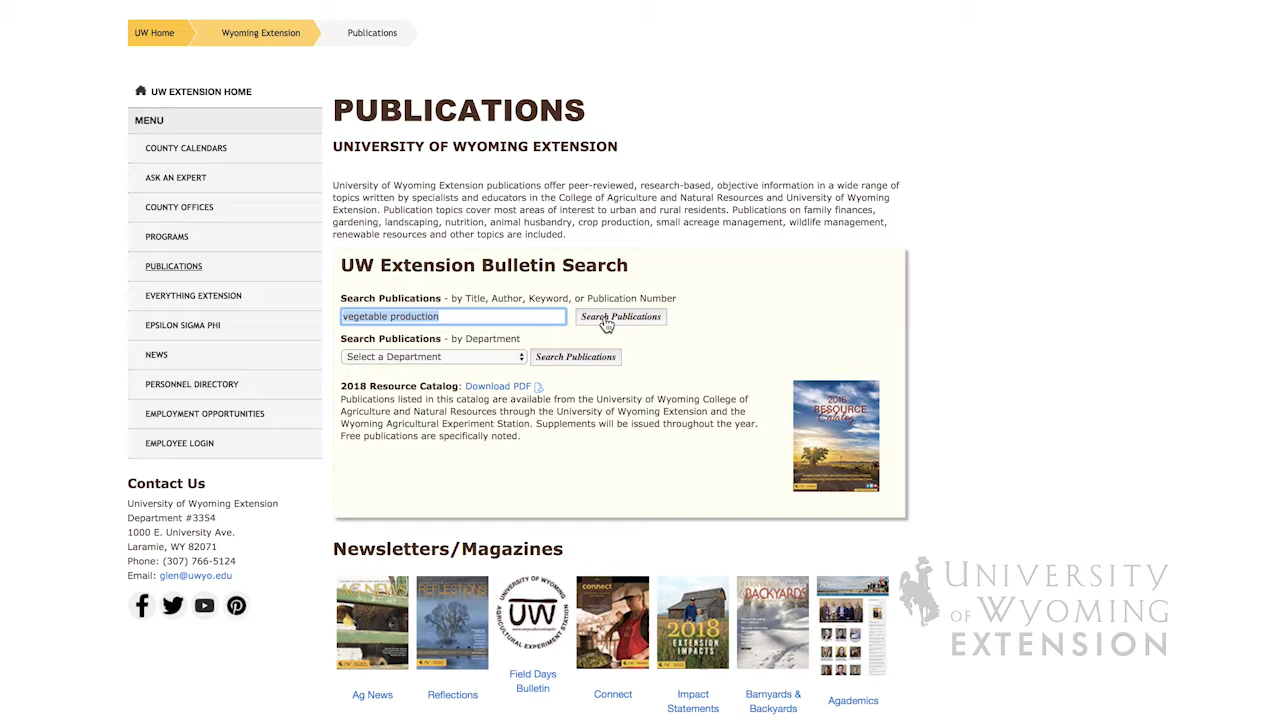 UW Home
Wyoming Extension
Publications
UW EXTENSION HOME
MENU
COUNTY CALENDARS
ASK AN EXPERT
COUNTY OFFICES
PROGRAMS
PUBLICATIONS
EVERYTHING EXTENSION
EPSILON SIGMA PHI
NEWS
PERSONNEL DIRECTORY
EMPLOYMENT OPPORTUNITIES
EMPLOYEE LOGIN
Contact Us
University of Wyoming Extension
Department #3354
1000 E. University Ave.
Laramie, WY 82071
Phone: (307) 766-5124
Email: glen@uwyo.edu
PUBLICATIONS
UNIVERSITY OF WYOMING EXTENSION
University of Wyoming Extension publications offer peer-reviewed, research-based, objective information in a wide range of
topics written by specialists and educators in the College of Agriculture and Natural Resources and University of Wyoming
Extension. Publication topics cover most areas of interest to urban and rural residents. Publications on family finances,
gardening, landscaping, nutrition, animal husbandry, crop production, small acreage management, wildlife management,
renewable resources and other topics are included.
UW Extension Bulletin Search
Search Publications - by Title, Author, Keyword, or Publication Number
vegetable production
Search Publications
Search Publications - by Department
Select a Department
Search Publications
2018 Resource Catalog: Download PDF
Publications listed in this catalog are available from the University of Wyoming College of
Agriculture and Natural Resources through the University of Wyoming Extension and the
Wyoming Agricultural Experiment Station. Supplements will be issued throughout the year.
Free publications are specifically noted.
2018
RESOURCE
Catalog
Newsletters/Magazines
AG NEWS
REFLECTIONS
UNIVERSITY OF WYOMING
UW
AGRICULTURAL EXPERIMENT STATION
connect
2018
EXTENSION
IMPACTS
BARNYARDS
& BACKYARDS
Ag News
Reflections
Field Days
Bulletin
Connect
Impact
Statements
Barnyards &
Backyards
Agademics
UNIVERSITY
OF WYOMING
EXTENSION